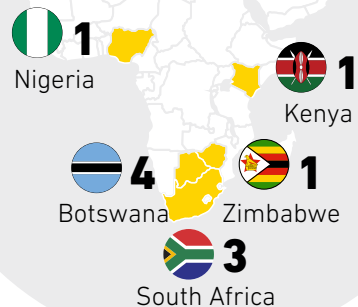 1
Nigeria
1
Kenya
4
Botswana
1
Zimbabwe
3
South Africa